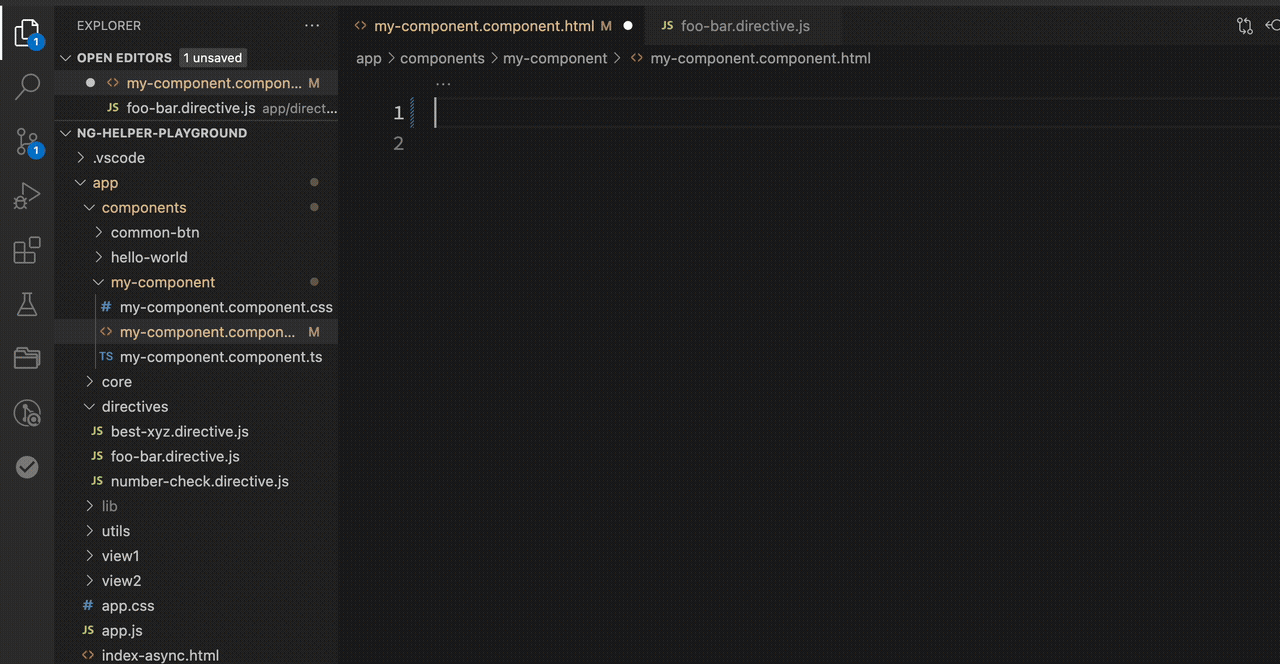 EXPLORER ...
OPEN EDITORS 1 unsaved
<> my-component.compon... M
JS foo-bar.directive.js app/direct...
NG-HELPER-PLAYGROUND
.vscode
app
components
common-btn
hello-world
my-component
# my-component.component.css
<> my-component.compon... M
TS my-component.component.ts
core
directives
JS best-xyz.directive.js
JS foo-bar.directive.js
JS number-check.directive.js
lib
utils
view1
view2
# app.css
JS app.js
<> index-async.html
1
1
<> my-component.component.html M
JS foo-bar.directive.js
app > components > my-component > <> my-component.component.html
...
1
2